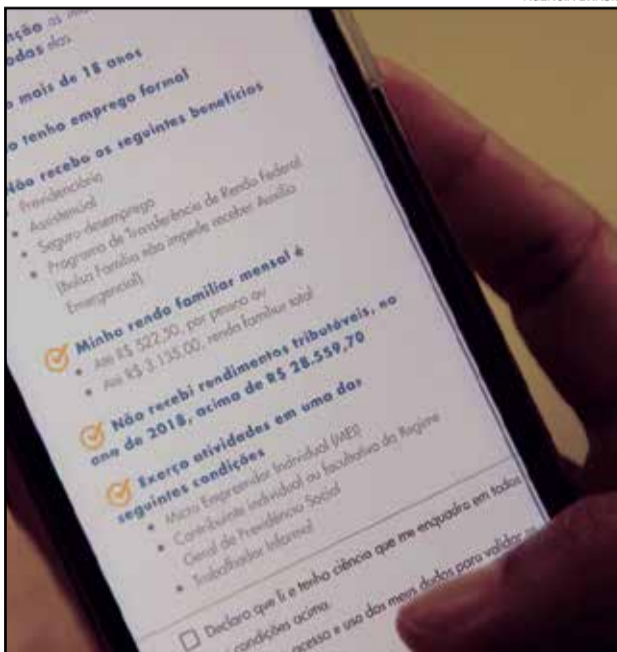 nção as
odas elas.
mais de 18 anos
o tenho emprego formal
Não recebo os seguintes benefícios
Previdenciário
• Assistencial
• Seguro-desemprego
• Programa de Transferência de Renda Federal
(Bolsa Família não impede receber Auxílio
Emergencial)
Minha renda familiar mensal é
• Até R$ 522,50, por pessoa ou
• Até R$ 3.135,00, renda familiar total
Não recebi rendimentos tributáveis, no
ano de 2018, acima de R$ 28.559,70
Exerço atividades em uma das
seguintes condições
• Micro Empreendor Individual (MEI)
• Contribuinte individual ou facultativo do Regime
Geral de Previdência Social
• Trabalhador Informal
Declaro que li e tenho ciência que me enquadro em todas
condições acima.
acesso e uso dos meus dados para validar as